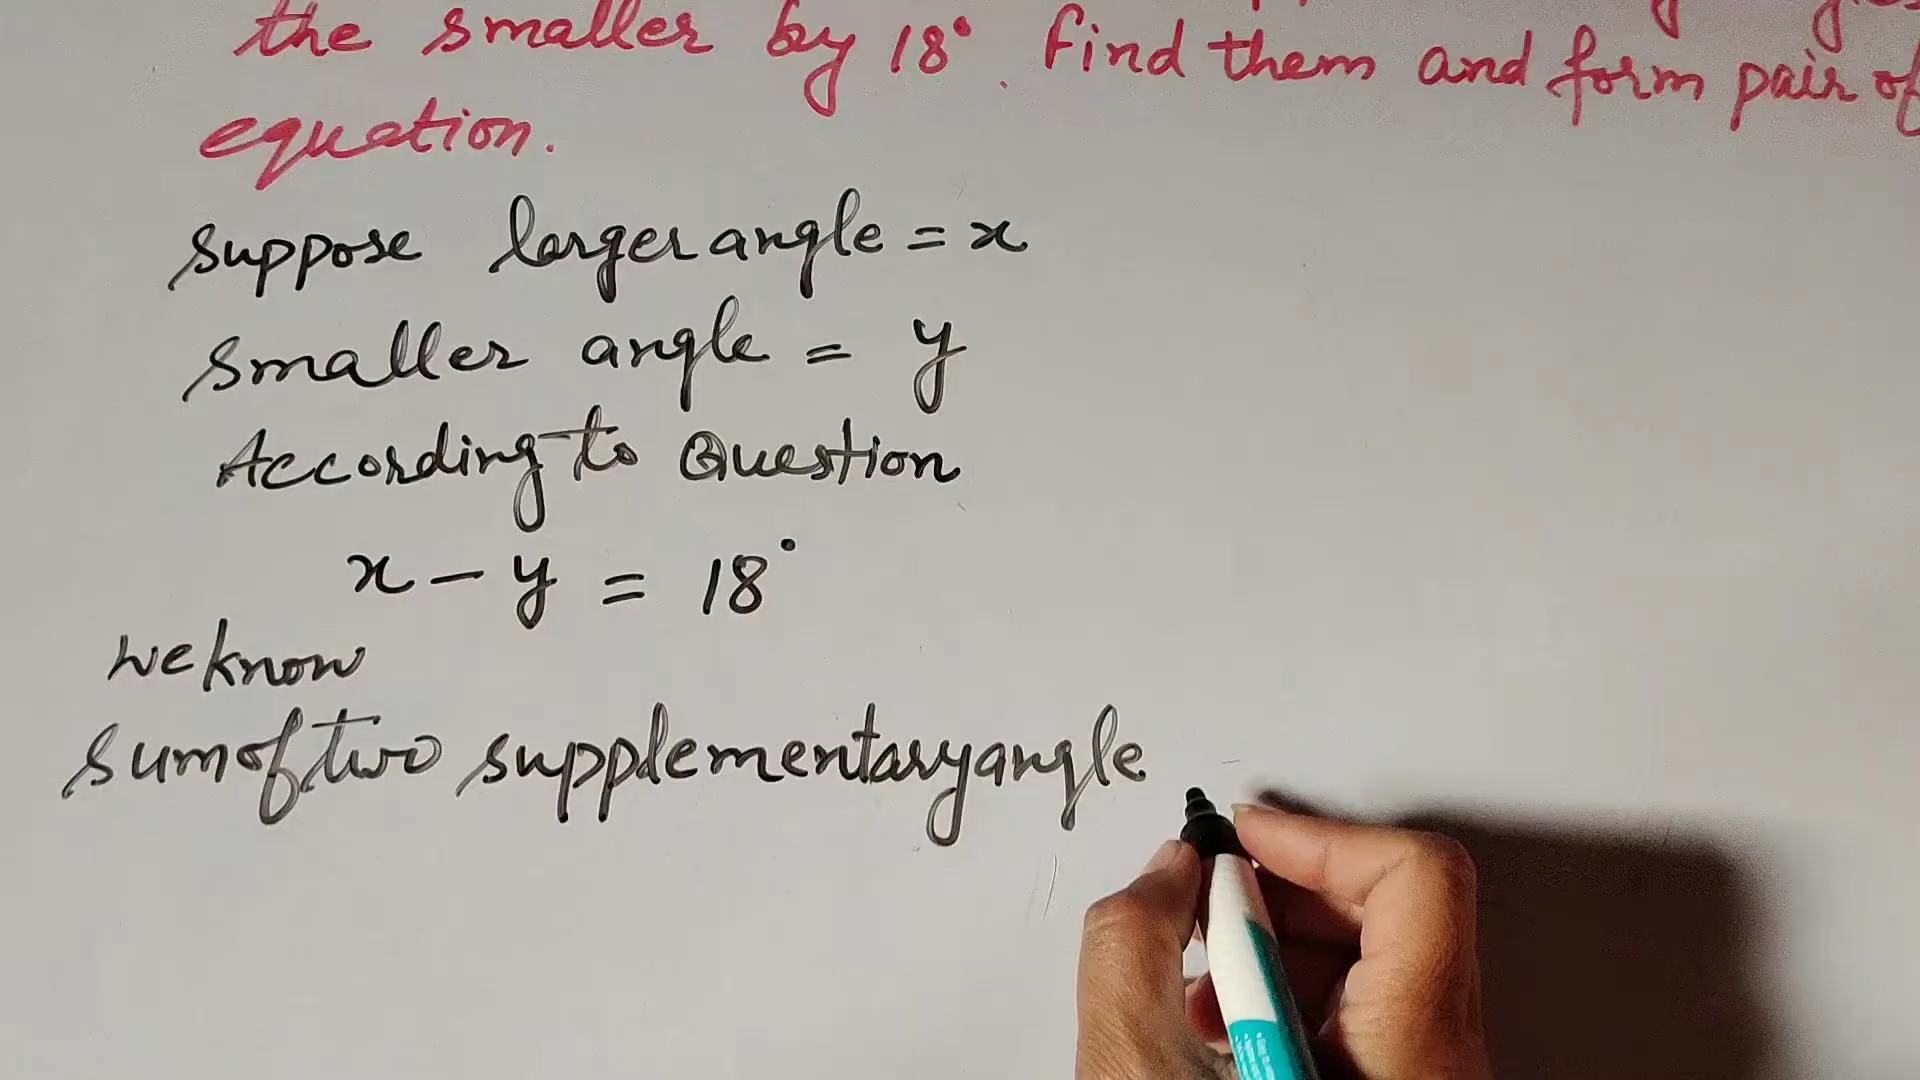 the smaller by 18°. find them and form pair of
equation.
suppose larger angle = x
smaller angle = y
According to Question
x - y = 18°
we know
sum of two supplementary angle